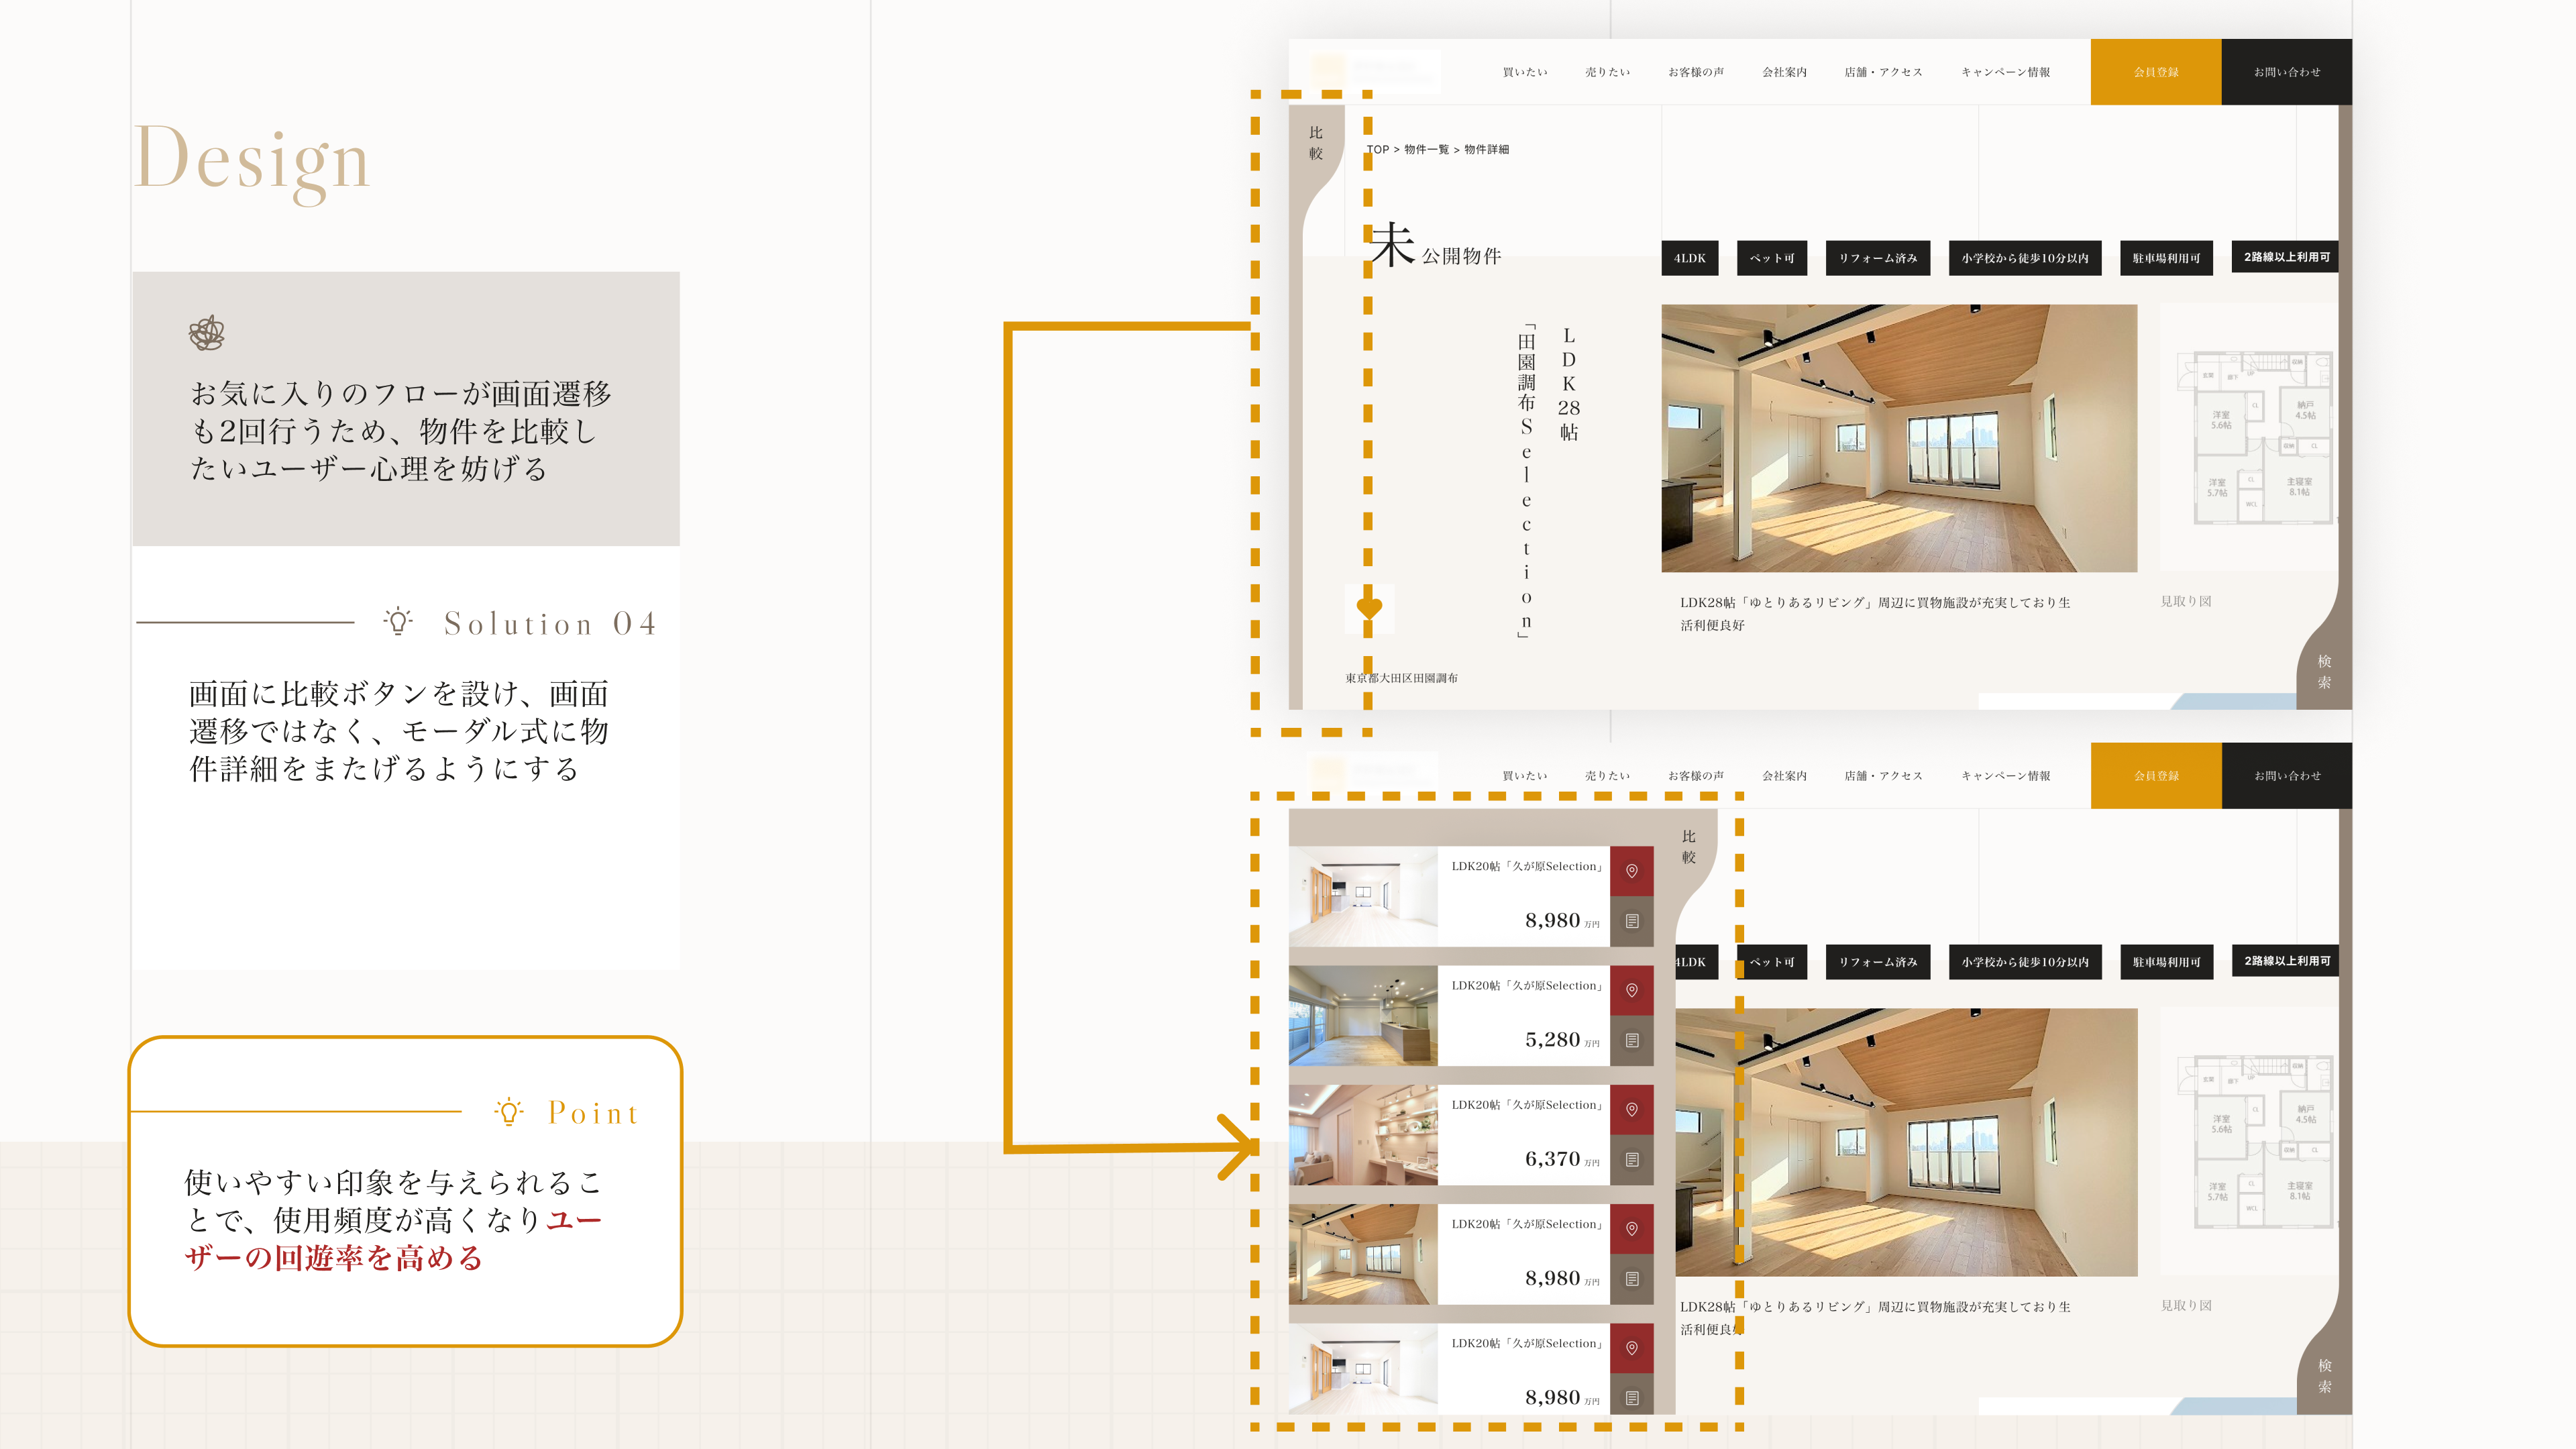 Design
お気に入りのフローが画面遷移
も2回行うため、物件を比較し
たいユーザー心理を妨げる
Solution 04
画面に比較ボタンを設け、画面
遷移ではなく、モーダル式に物
件詳細をまたげるようにする
Point
使いやすい印象を与えられるこ
とで、使用頻度が高くなりユー
ザーの回遊率を高める
買いたい 売りたい お客様の声 会社案内 店舗・アクセス キャンペーン情報 会員登録 お問い合わせ
比較
TOP > 物件一覧 > 物件詳細
未公開物件
4LDK ペット可 リフォーム済み 小学校から徒歩10分以内 駐車場利用可 2路線以上利用可
LDK28帖
「田園調布Selection」
洋室
5.6帖
納戸
4.5帖
洋室
5.7帖
主寝室
8.1帖
CL
CL
CL
WCL
LDK28帖「ゆとりあるリビング」周辺に買物施設が充実しており生
活利便良好
見取り図
東京都大田区田園調布
検索
買いたい 売りたい お客様の声 会社案内 店舗・アクセス キャンペーン情報 会員登録 お問い合わせ
比較
LDK20帖「久が原Selection」
8,980万円
LDK20帖「久が原Selection」
5,280万円
LDK20帖「久が原Selection」
6,370万円
LDK20帖「久が原Selection」
8,980万円
LDK20帖「久が原Selection」
8,980万円
4LDK ペット可 リフォーム済み 小学校から徒歩10分以内 駐車場利用可 2路線以上利用可
洋室
5.6帖
納戸
4.5帖
洋室
5.7帖
主寝室
8.1帖
CL
CL
CL
WCL
LDK28帖「ゆとりあるリビング」周辺に買物施設が充実しており生
活利便良好
見取り図
検索